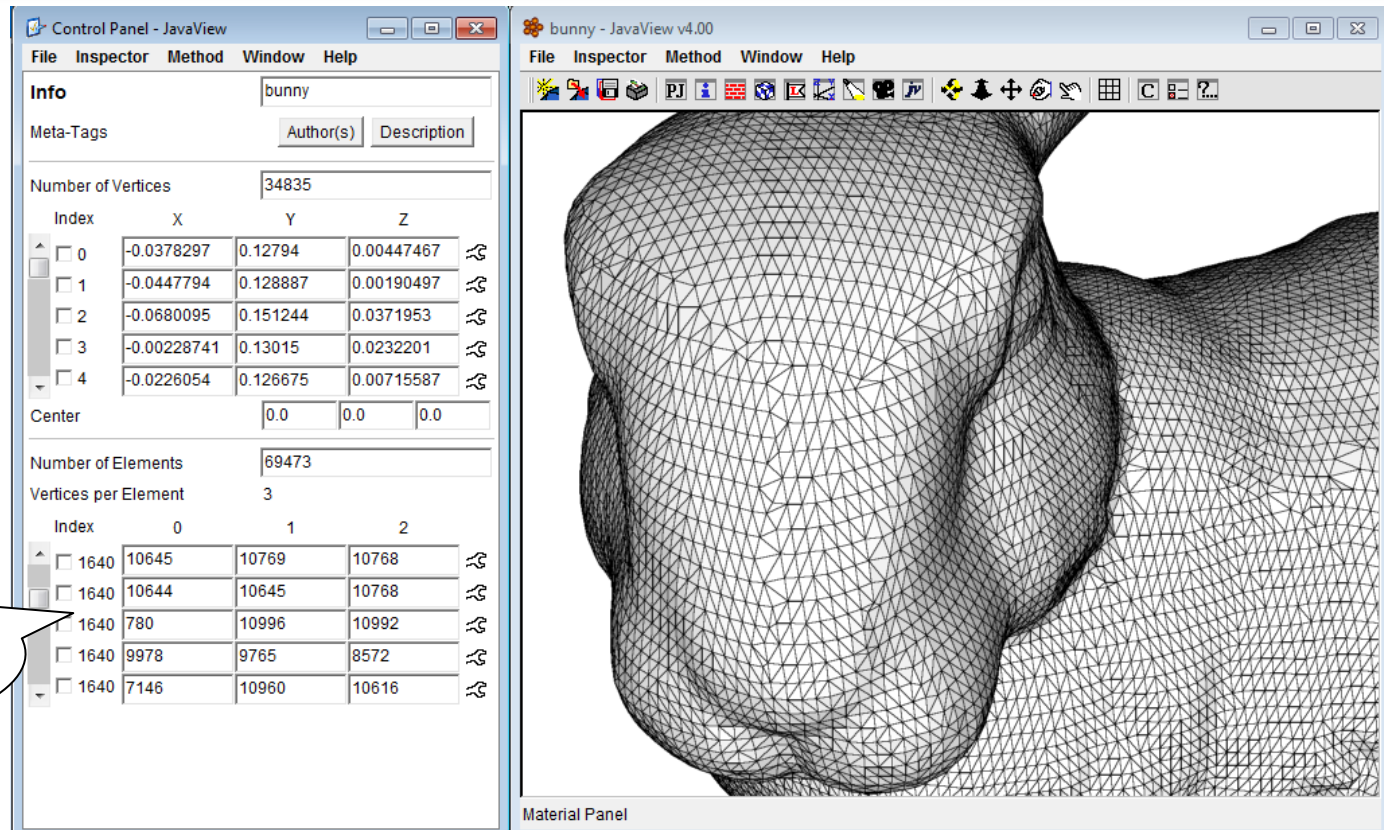 Control Panel - JavaView
File Inspector Method Window Help
Info bunny
Meta-Tags Author(s) Description
Number of Vertices 34835
Index X Y Z
0 -0.0378297 0.12794 0.00447467
1 -0.0447794 0.128887 0.00190497
2 -0.0680095 0.151244 0.0371953
3 -0.00228741 0.13015 0.0232201
4 -0.0226054 0.126675 0.00715587
Center 0.0 0.0 0.0
Number of Elements 69473
Vertices per Element 3
Index 0 1 2
1640 10645 10769 10768
1640 10644 10645 10768
1640 780 10996 10992
1640 9978 9765 8572
1640 7146 10960 10616
bunny - JavaView v4.00
File Inspector Method Window Help
PJ i jv C ?...
Material Panel